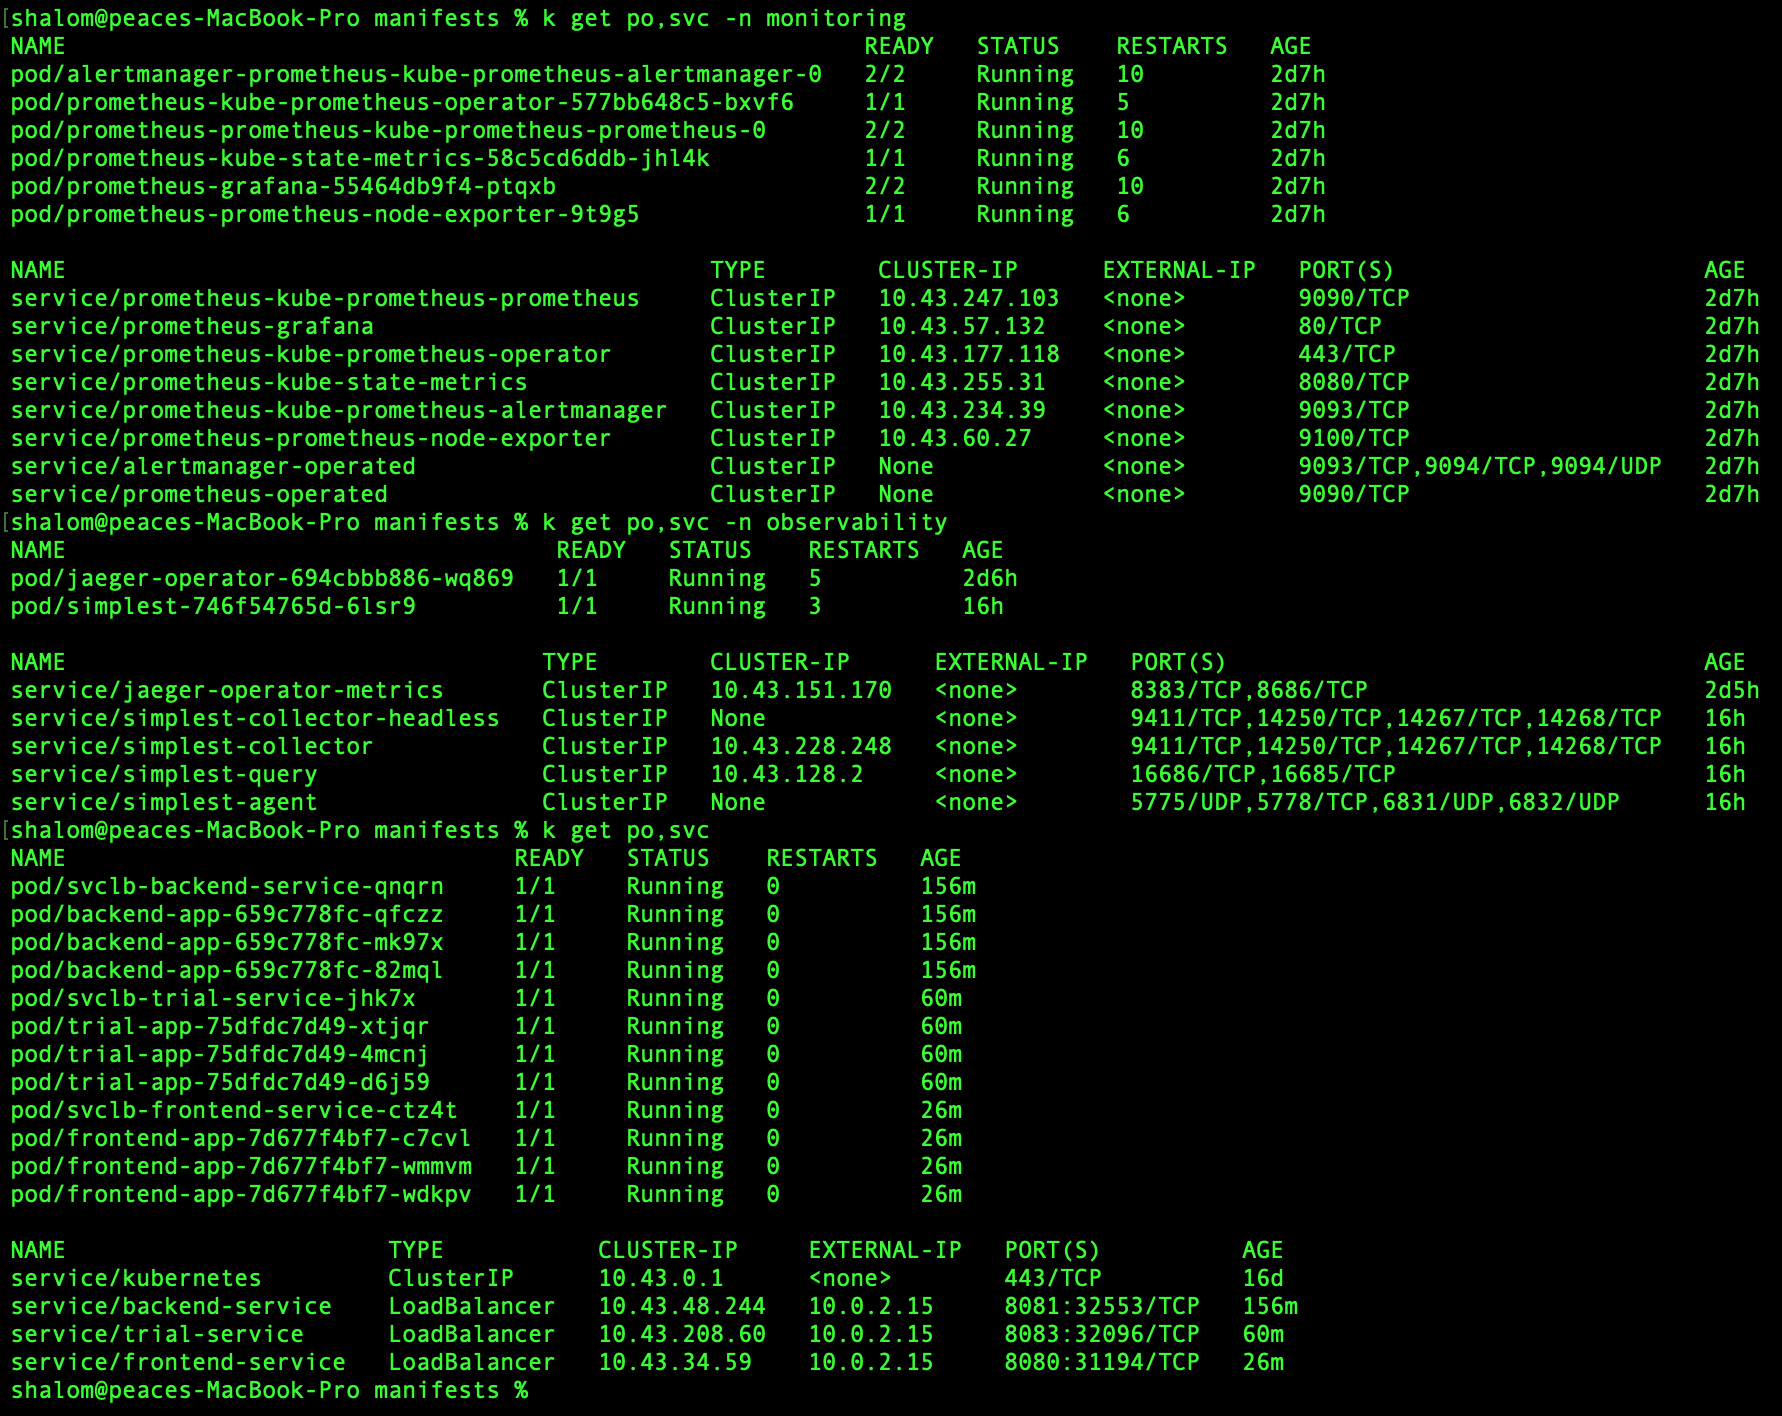 [shalom@peaces-MacBook-Pro manifests % k get po,svc -n monitoring
NAME READY STATUS RESTARTS AGE
pod/alertmanager-prometheus-kube-prometheus-alertmanager-0 2/2 Running 10 2d7h
pod/prometheus-kube-prometheus-operator-577bb648c5-bxvf6 1/1 Running 5 2d7h
pod/prometheus-prometheus-kube-prometheus-prometheus-0 2/2 Running 10 2d7h
pod/prometheus-kube-state-metrics-58c5cd6ddb-jhl4k 1/1 Running 6 2d7h
pod/prometheus-grafana-55464db9f4-ptqxb 2/2 Running 10 2d7h
pod/prometheus-prometheus-node-exporter-9t9g5 1/1 Running 6 2d7h
NAME TYPE CLUSTER-IP EXTERNAL-IP PORT(S) AGE
service/prometheus-kube-prometheus-prometheus ClusterIP 10.43.247.103 <none> 9090/TCP 2d7h
service/prometheus-grafana ClusterIP 10.43.57.132 <none> 80/TCP 2d7h
service/prometheus-kube-prometheus-operator ClusterIP 10.43.177.118 <none> 443/TCP 2d7h
service/prometheus-kube-state-metrics ClusterIP 10.43.255.31 <none> 8080/TCP 2d7h
service/prometheus-kube-prometheus-alertmanager ClusterIP 10.43.234.39 <none> 9093/TCP 2d7h
service/prometheus-prometheus-node-exporter ClusterIP 10.43.60.27 <none> 9100/TCP 2d7h
service/alertmanager-operated ClusterIP None <none> 9093/TCP,9094/TCP,9094/UDP 2d7h
service/prometheus-operated ClusterIP None <none> 9090/TCP 2d7h
[shalom@peaces-MacBook-Pro manifests % k get po,svc -n observability
NAME READY STATUS RESTARTS AGE
pod/jaeger-operator-694cbbb886-wq869 1/1 Running 5 2d6h
pod/simplest-746f54765d-6lsr9 1/1 Running 3 16h
NAME TYPE CLUSTER-IP EXTERNAL-IP PORT(S) AGE
service/jaeger-operator-metrics ClusterIP 10.43.151.170 <none> 8383/TCP,8686/TCP 2d5h
service/simplest-collector-headless ClusterIP None <none> 9411/TCP,14250/TCP,14267/TCP,14268/TCP 16h
service/simplest-collector ClusterIP 10.43.228.248 <none> 9411/TCP,14250/TCP,14267/TCP,14268/TCP 16h
service/simplest-query ClusterIP 10.43.128.2 <none> 16686/TCP,16685/TCP 16h
service/simplest-agent ClusterIP None <none> 5775/UDP,5778/TCP,6831/UDP,6832/UDP 16h
[shalom@peaces-MacBook-Pro manifests % k get po,svc
NAME READY STATUS RESTARTS AGE
pod/svclb-backend-service-qnqrn 1/1 Running 0 156m
pod/backend-app-659c778fc-qfczz 1/1 Running 0 156m
pod/backend-app-659c778fc-mk97x 1/1 Running 0 156m
pod/backend-app-659c778fc-82mql 1/1 Running 0 156m
pod/svclb-trial-service-jhk7x 1/1 Running 0 60m
pod/trial-app-75dfdc7d49-xtjqr 1/1 Running 0 60m
pod/trial-app-75dfdc7d49-4mcnj 1/1 Running 0 60m
pod/trial-app-75dfdc7d49-d6j59 1/1 Running 0 60m
pod/svclb-frontend-service-ctz4t 1/1 Running 0 26m
pod/frontend-app-7d677f4bf7-c7cvl 1/1 Running 0 26m
pod/frontend-app-7d677f4bf7-wmmvm 1/1 Running 0 26m
pod/frontend-app-7d677f4bf7-wdkpv 1/1 Running 0 26m
NAME TYPE CLUSTER-IP EXTERNAL-IP PORT(S) AGE
service/kubernetes ClusterIP 10.43.0.1 <none> 443/TCP 16d
service/backend-service LoadBalancer 10.43.48.244 10.0.2.15 8081:32553/TCP 156m
service/trial-service LoadBalancer 10.43.208.60 10.0.2.15 8083:32096/TCP 60m
service/frontend-service LoadBalancer 10.43.34.59 10.0.2.15 8080:31194/TCP 26m
shalom@peaces-MacBook-Pro manifests %